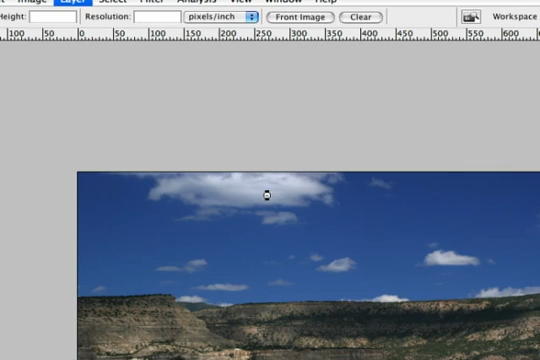 Image Layer Select Filter Analysis View Window Help
Height: Resolution: pixels/inch Front Image Clear Workspace
100 50 0 50 100 150 200 250 300 350 400 450 500 550 600